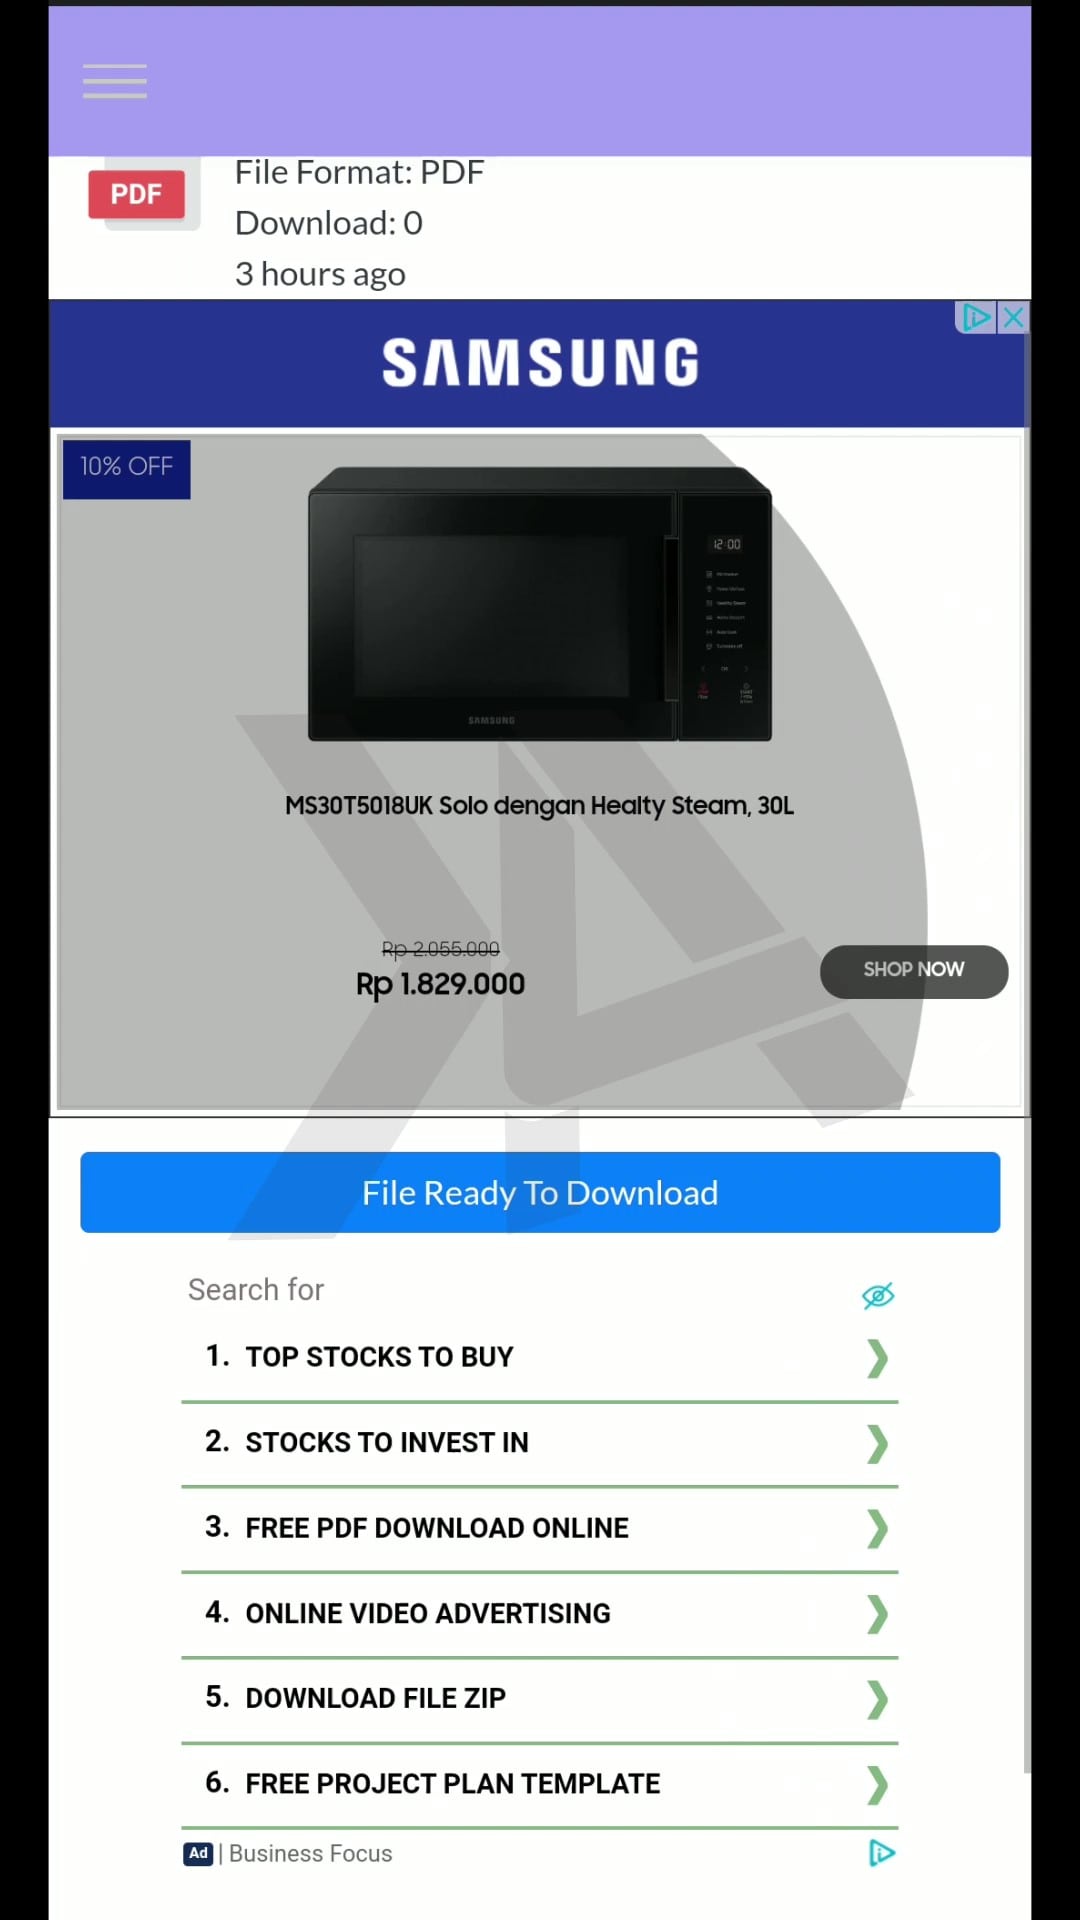 PDF
File Format: PDF
Download: 0
3 hours ago
SAMSUNG
10% OFF
12:00
SAMSUNG
MS30T5018UK Solo dengan Healty Steam, 30L
Rp 2.055.000
Rp 1.829.000
SHOP NOW
File Ready To Download
Search for
1. TOP STOCKS TO BUY
2. STOCKS TO INVEST IN
3. FREE PDF DOWNLOAD ONLINE
4. ONLINE VIDEO ADVERTISING
5. DOWNLOAD FILE ZIP
6. FREE PROJECT PLAN TEMPLATE
Ad | Business Focus